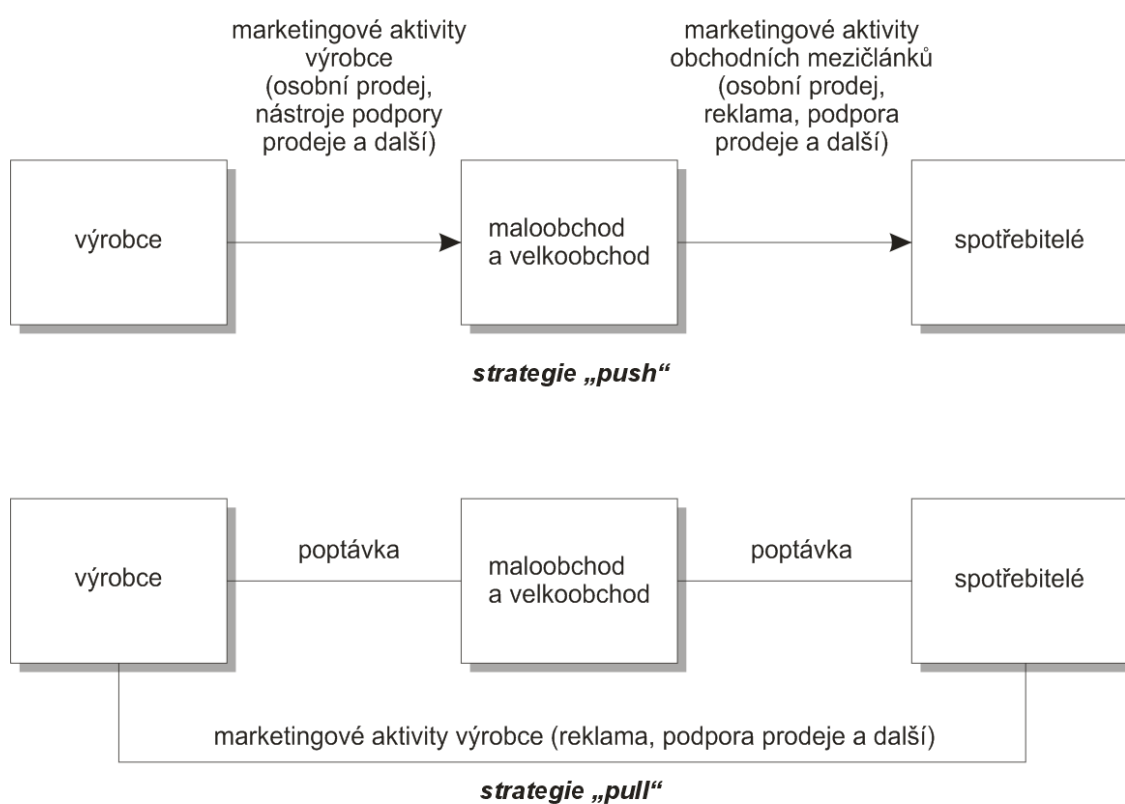 marketingové aktivity
výrobce
(osobní prodej,
nástroje podpory
prodeje a další)
marketingové aktivity
obchodních mezičlánků
(osobní prodej,
reklama, podpora
prodeje a další)
výrobce
maloobchod
a velkoobchod
spotřebitelé
strategie „push“
výrobce
poptávka
maloobchod
a velkoobchod
poptávka
spotřebitelé
marketingové aktivity výrobce (reklama, podpora prodeje a další)
strategie „pull“